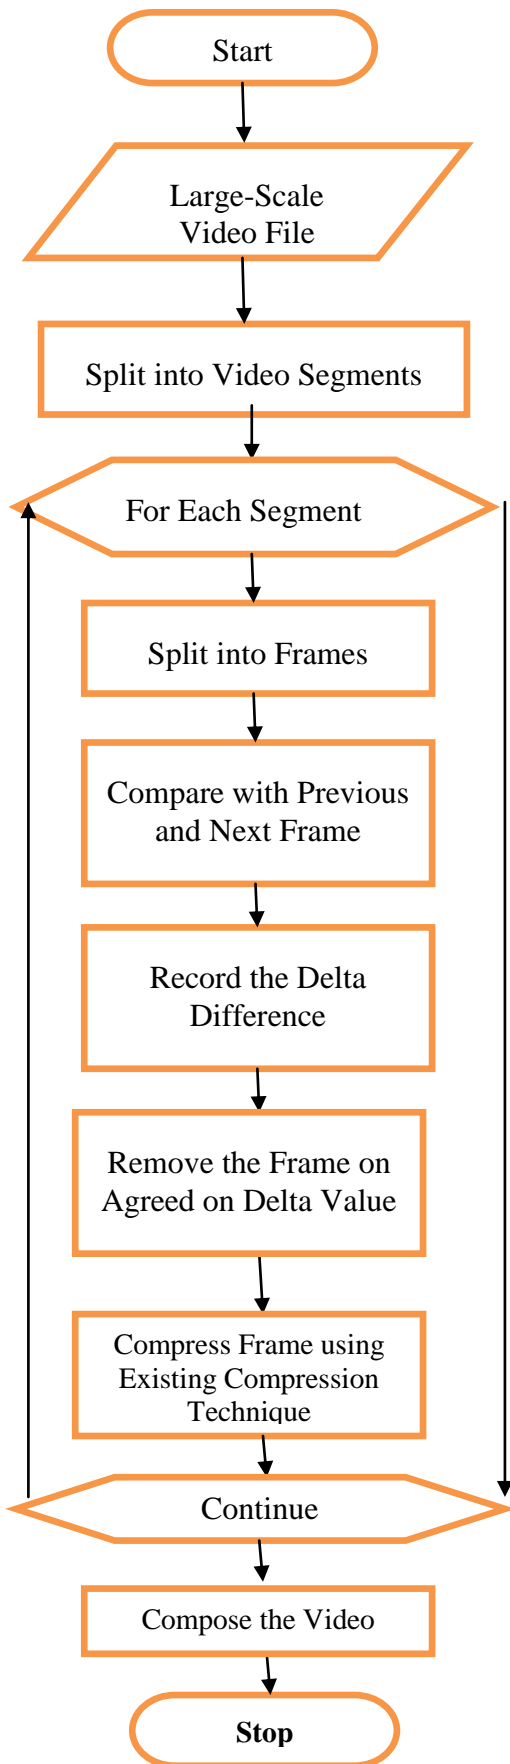 Start
Large-Scale
Video File
Split into Video Segments
For Each Segment
Split into Frames
Compare with Previous
and Next Frame
Record the Delta
Difference
Remove the Frame on
Agreed on Delta Value
Compress Frame using
Existing Compression
Technique
Continue
Compose the Video
Stop